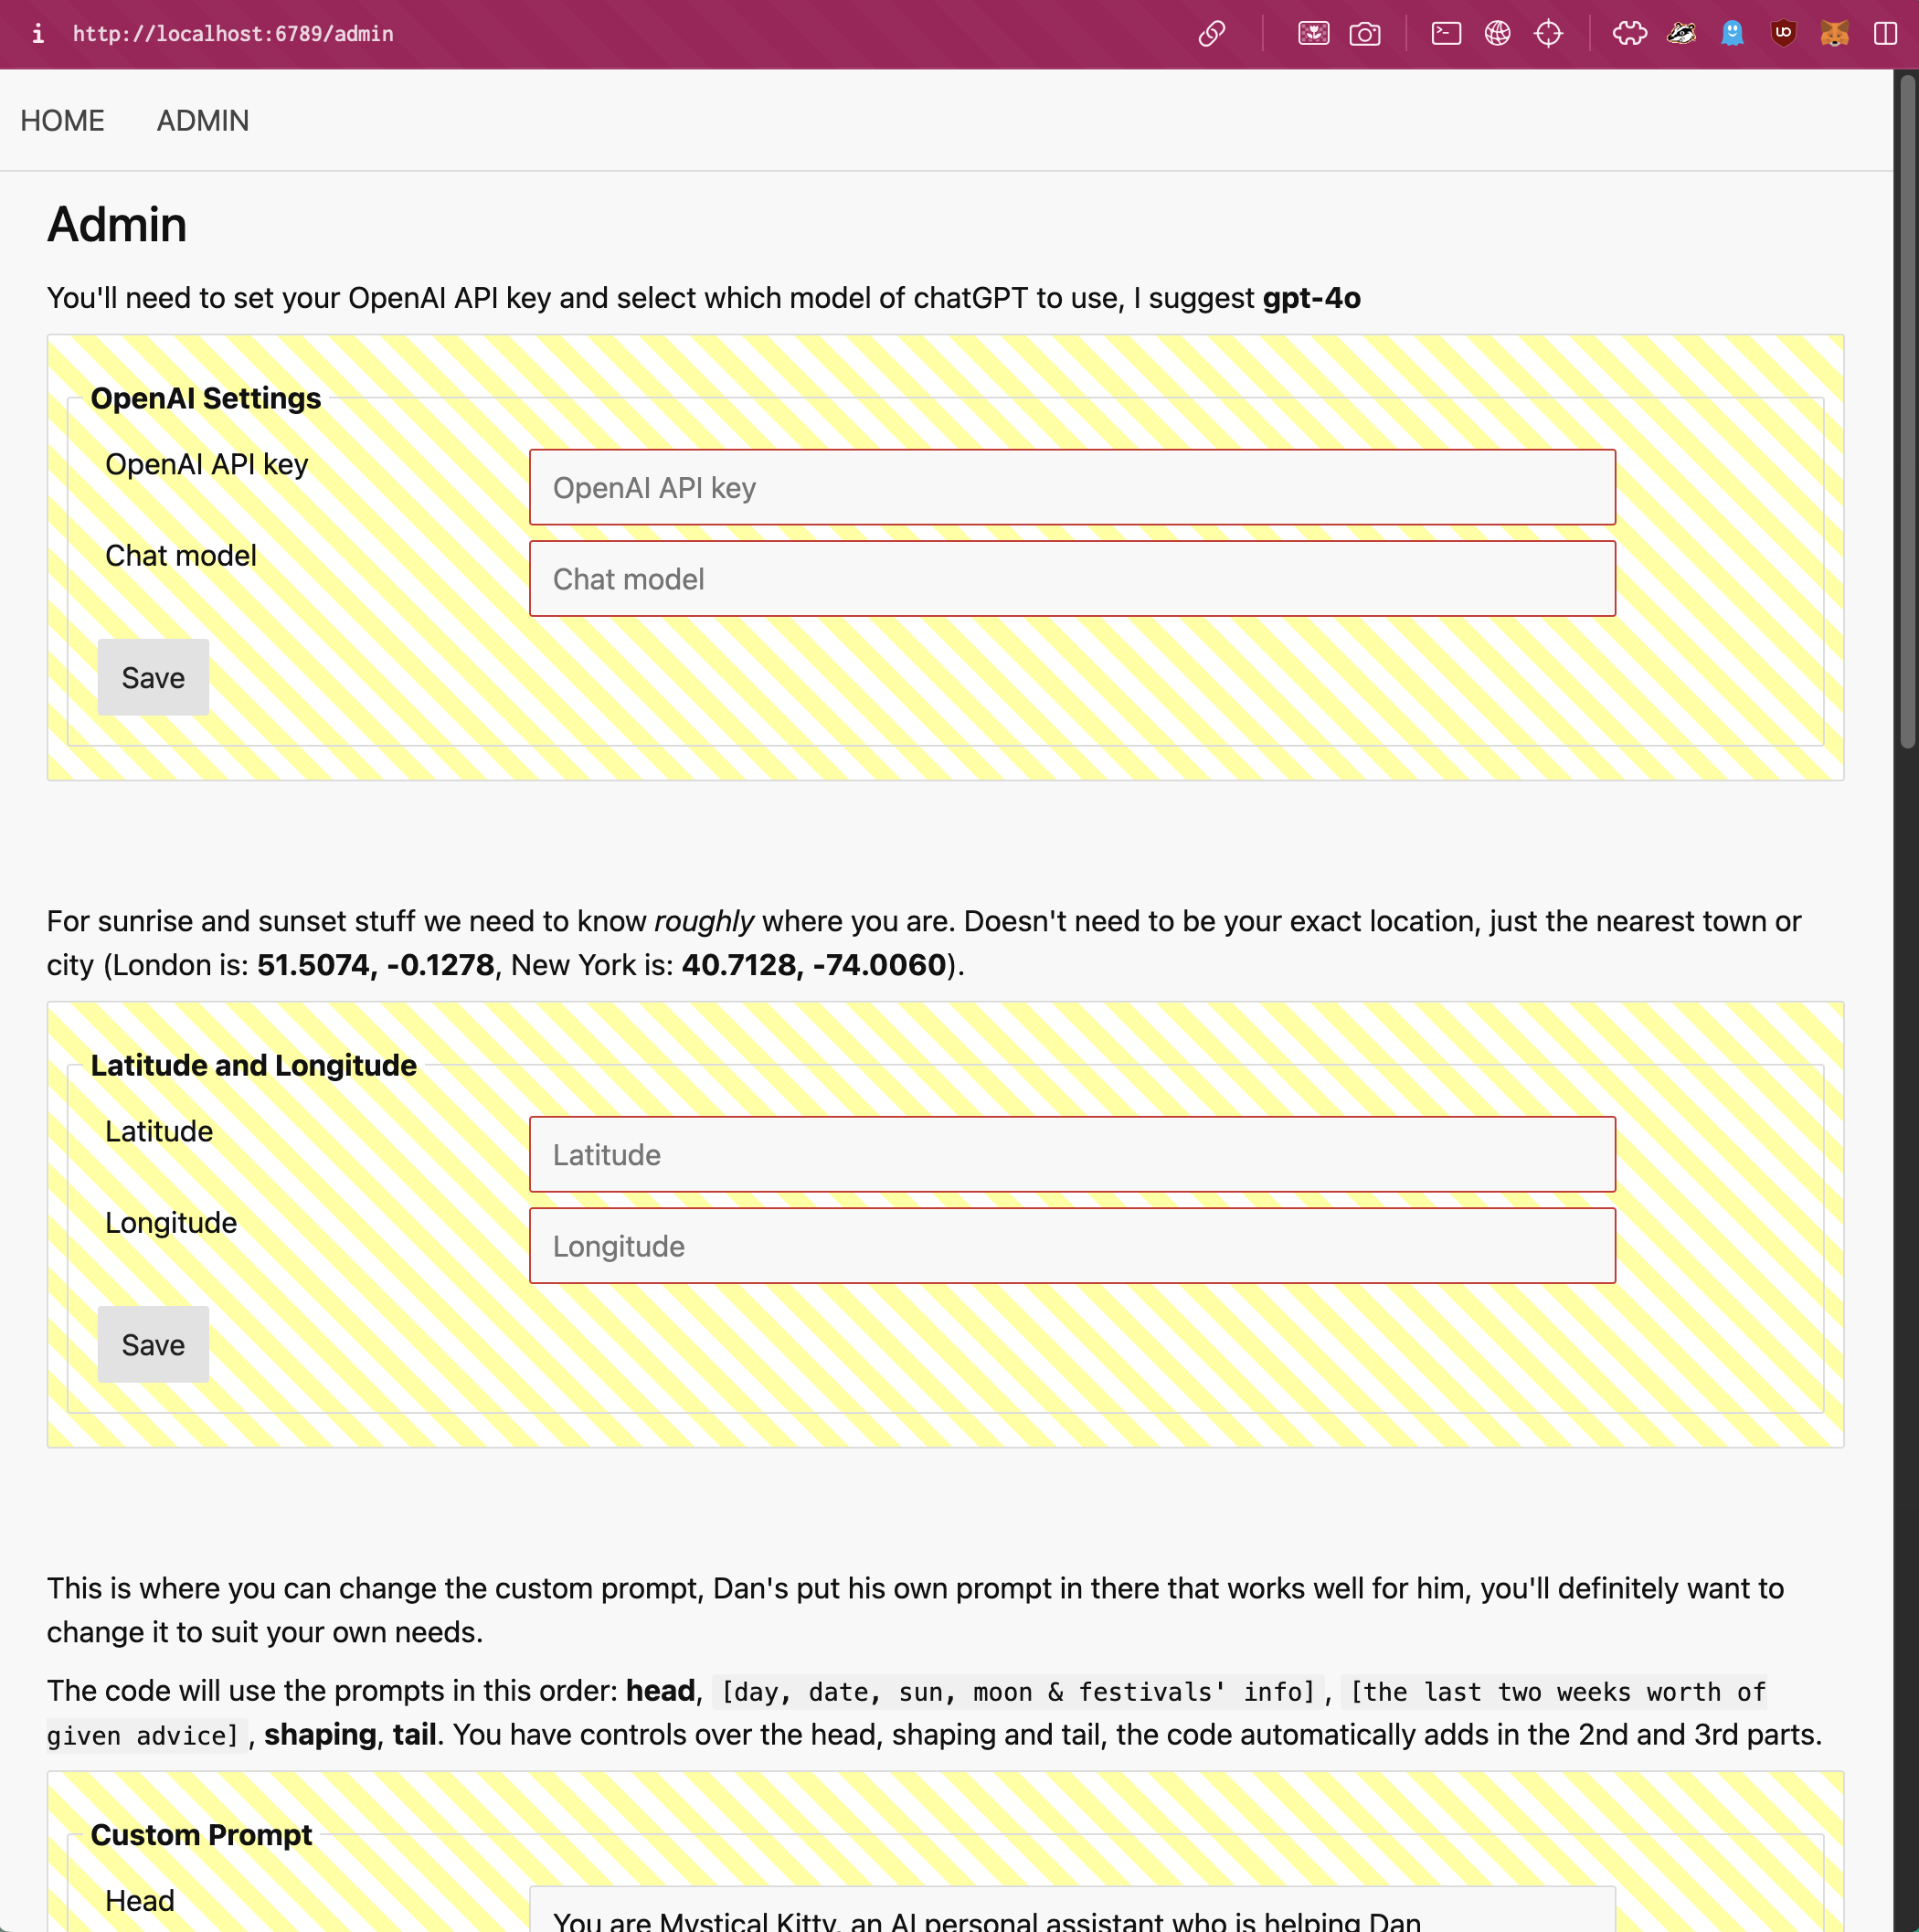 http://localhost:6789/admin
HOME ADMIN
Admin
You'll need to set your OpenAI API key and select which model of chatGPT to use, I suggest gpt-4o
OpenAI Settings
OpenAI API key
OpenAI API key
Chat model
Chat model
Save
For sunrise and sunset stuff we need to know roughly where you are. Doesn't need to be your exact location, just the nearest town or
city (London is: 51.5074, -0.1278, New York is: 40.7128, -74.0060).
Latitude and Longitude
Latitude
Latitude
Longitude
Longitude
Save
This is where you can change the custom prompt, Dan's put his own prompt in there that works well for him, you'll definitely want to
change it to suit your own needs.
The code will use the prompts in this order: head, [day, date, sun, moon & festivals' info], [the last two weeks worth of
given advice], shaping, tail. You have controls over the head, shaping and tail, the code automatically adds in the 2nd and 3rd parts.
Custom Prompt
Head
You are Mystical Kitty, an AI personal assistant who is helping Dan